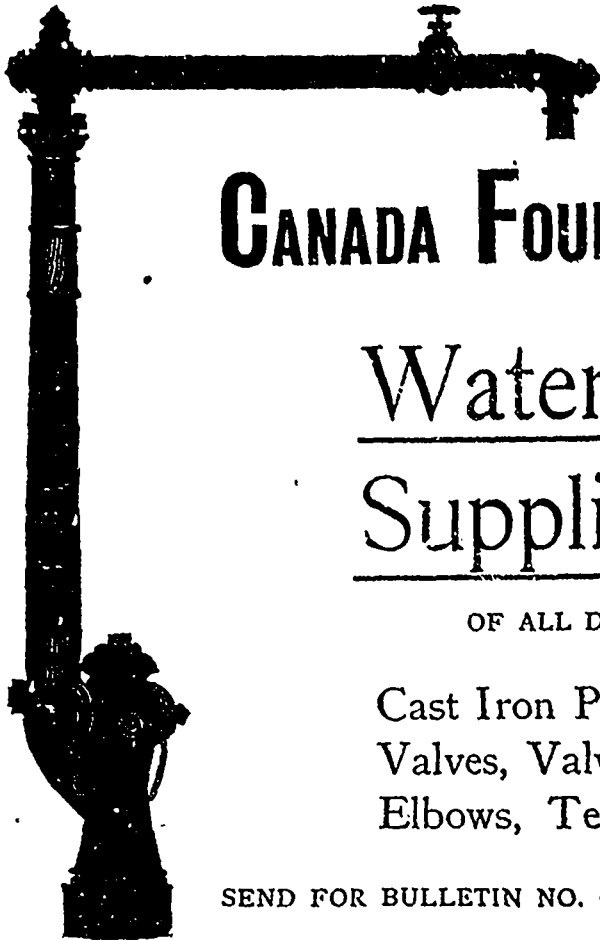 CANADA FOU
Water
Suppli
OF ALL D
Cast Iron P
Valves, Valv
Elbows, Te
SEND FOR BULLETIN NO.